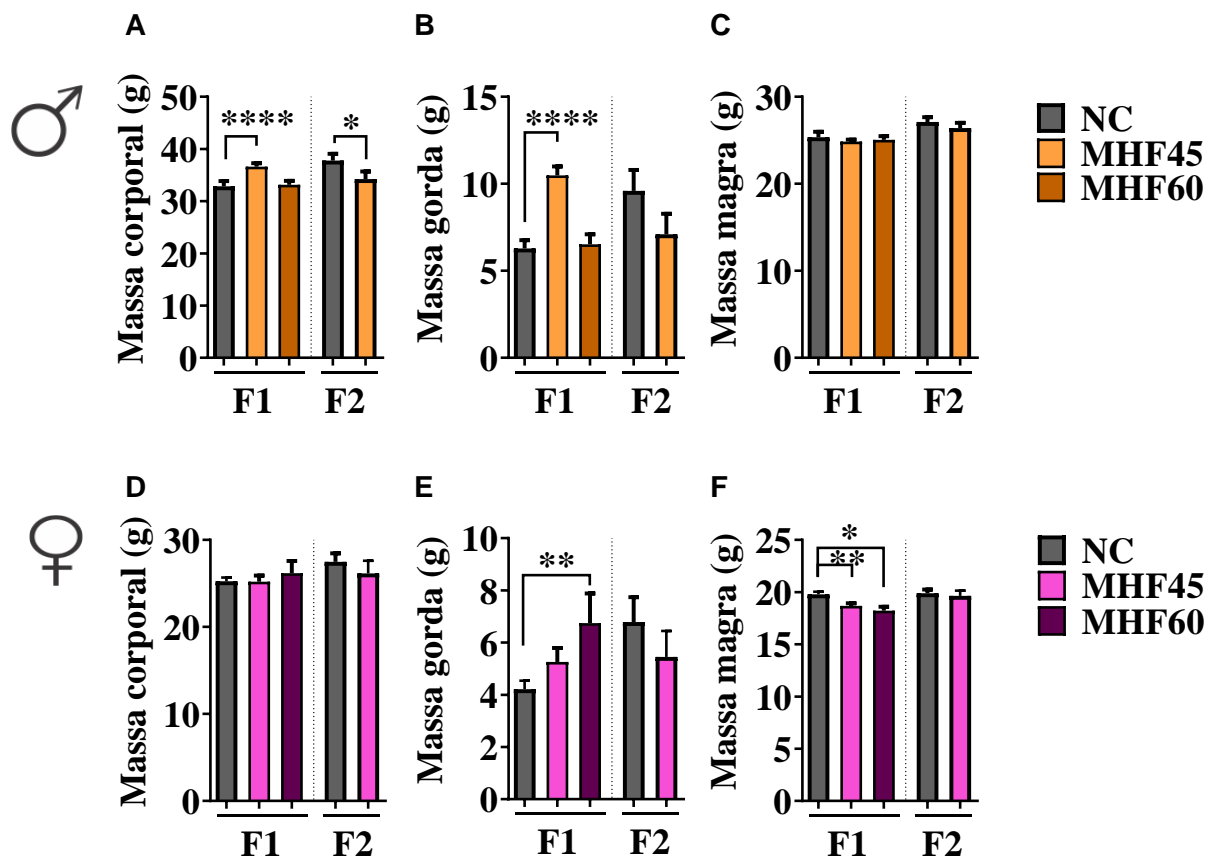 A
B
C
Massa corporal (g)
50
40
30
20
10
0
****
*
F1
F2
Massa gorda (g)
15
10
5
0
****
F1
F2
Massa magra (g)
30
20
10
0
F1
F2
NC
MHF45
MHF60
D
E
F
Massa corporal (g)
30
20
10
0
F1
F2
Massa gorda (g)
10
8
6
4
2
0
**
F1
F2
Massa magra (g)
25
20
15
10
5
0
*
**
F1
F2
NC
MHF45
MHF60